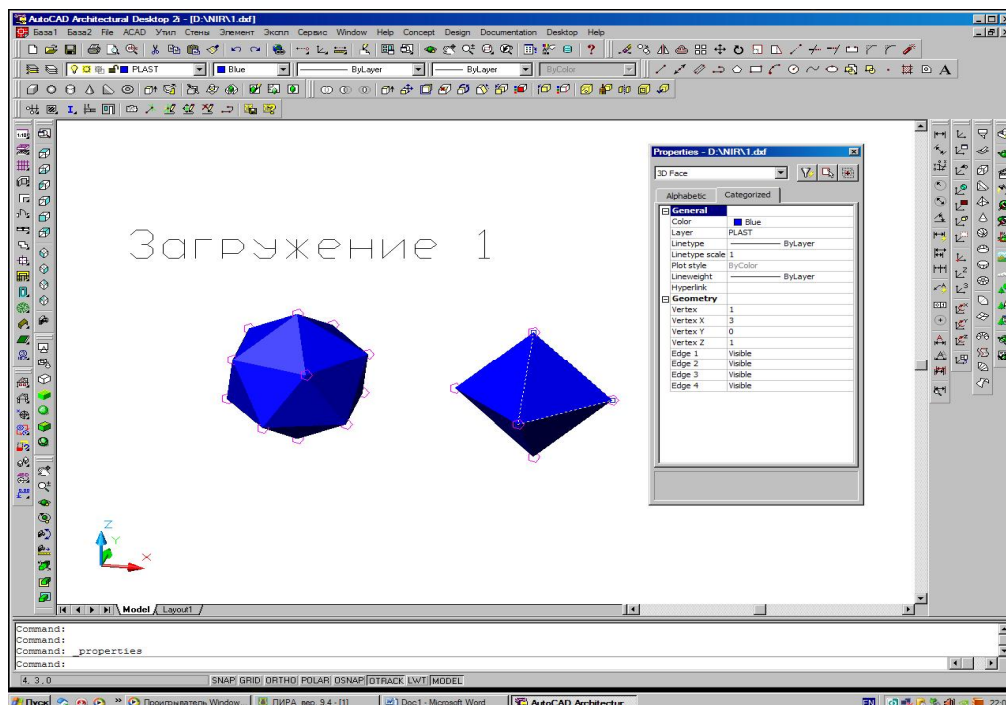 AutoCAD Architectural Desktop 2i - [D:\NIR\1.dxf]
База1 База2 File ACAD Утил Стены Элемент Экспл Сервис Window Help Concept Design Documentation Desktop Help
PLAST Blue ByLayer ByLayer ByColor
Properties - D:\NIR\1.dxf
3D Face
Alphabetic Categorized
General
Color Blue
Layer PLAST
Linetype ByLayer
Linetype scale 1
Plot style ByColor
Lineweight ByLayer
Hyperlink
Geometry
Vertex 1
Vertex X 3
Vertex Y 0
Vertex Z 1
Edge 1 Visible
Edge 2 Visible
Edge 3 Visible
Edge 4 Visible
Загружение 1
Z
Y
X
Model Layout1
Command:
Command:
Command: _properties
Command:
4, 3, 0 SNAP GRID ORTHO POLAR OSNAP OTRACK LWT MODEL
Пуск Проигрыватель Window ПИРА вер. 9.4 - [1] Doc1 - Microsoft Word AutoCAD Architectur EN